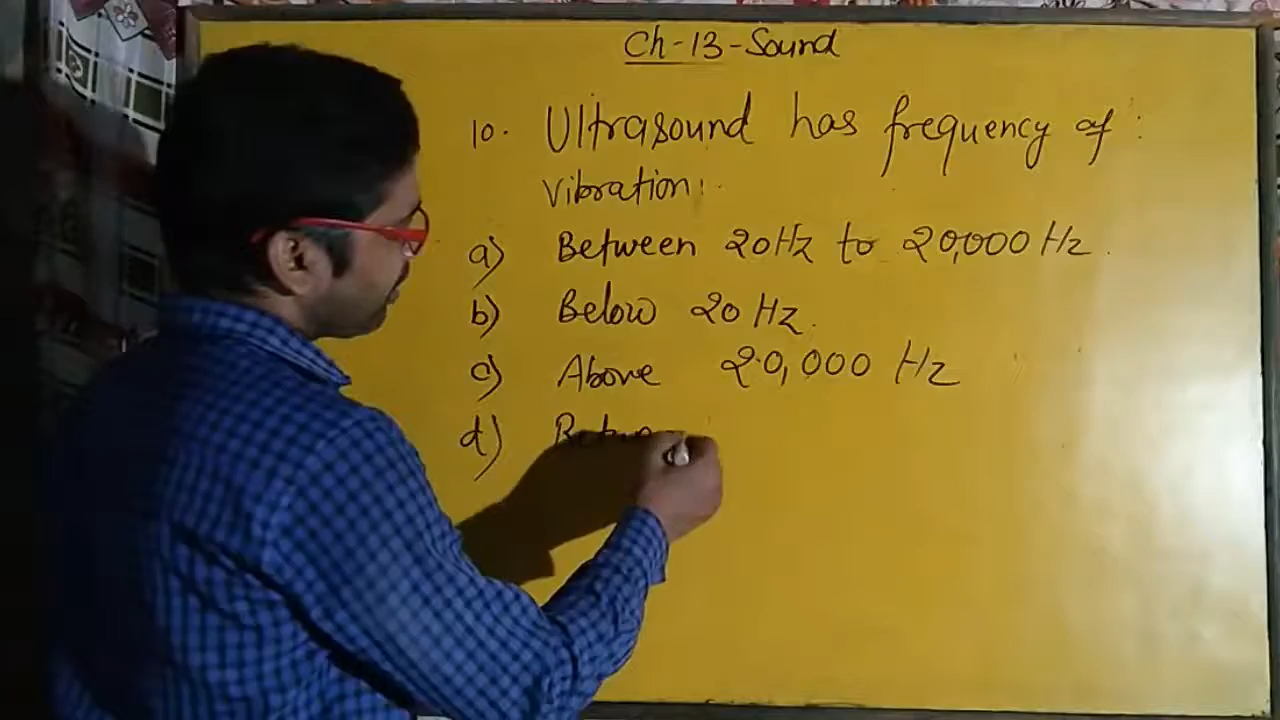 Ch-13-Sound
10. Ultrasound has frequency of :
Vibration:
a) Between 20Hz to 20,000 Hz.
b) Below 20 Hz.
c) Above 20,000 Hz
d)